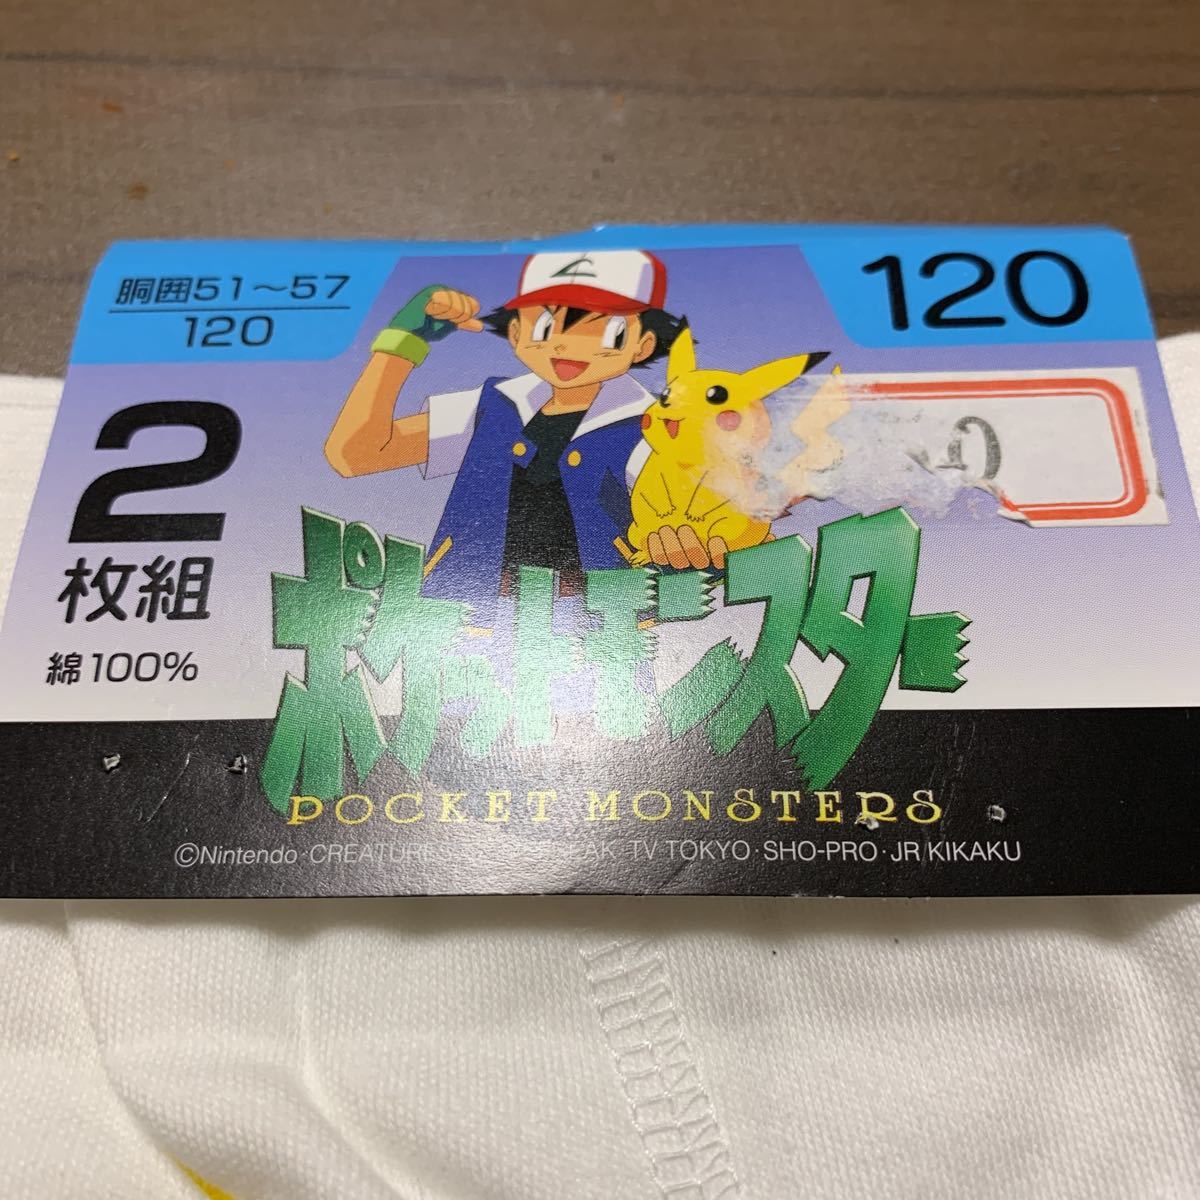 胴囲51～57
120
120
2
枚組
綿100%
ポケットモンスター
POCKET MONSTERS
©Nintendo・CREATURES・ TV TOKYO・SHO-PRO・JR KIKAKU